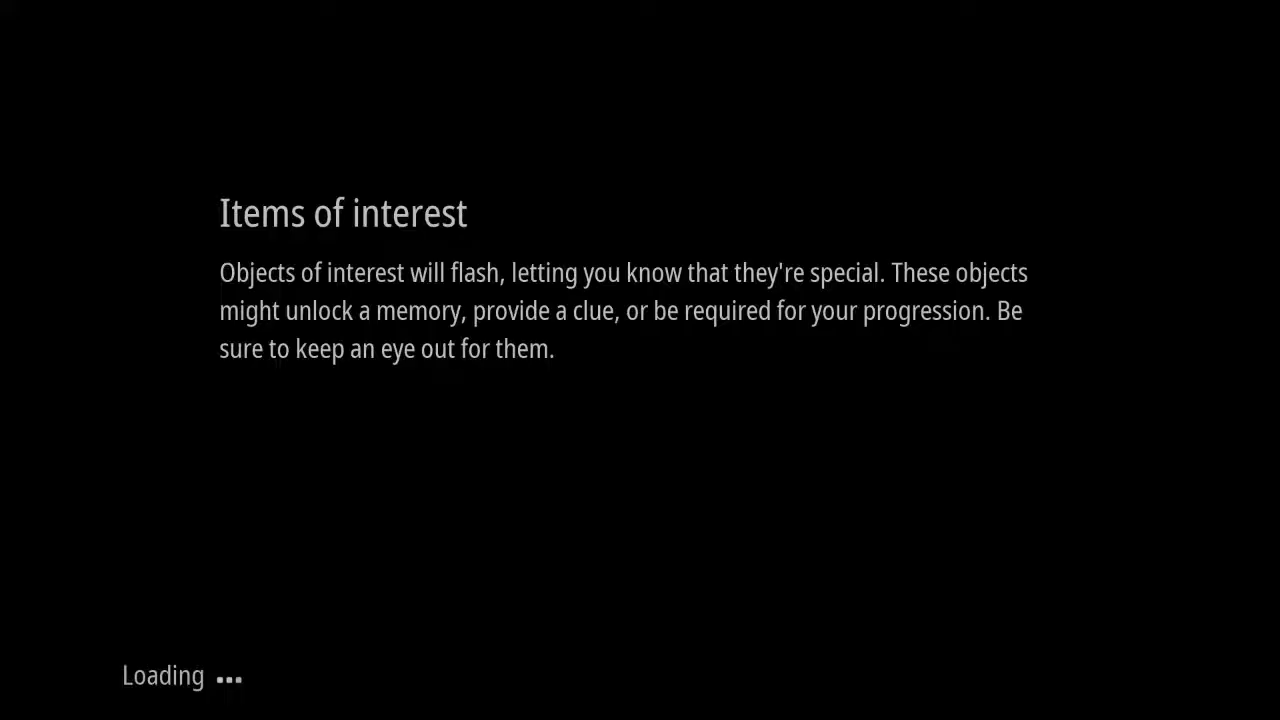 Items of interest
Objects of interest will flash, letting you know that they're special. These objects
might unlock a memory, provide a clue, or be required for your progression. Be
sure to keep an eye out for them.
Loading ...